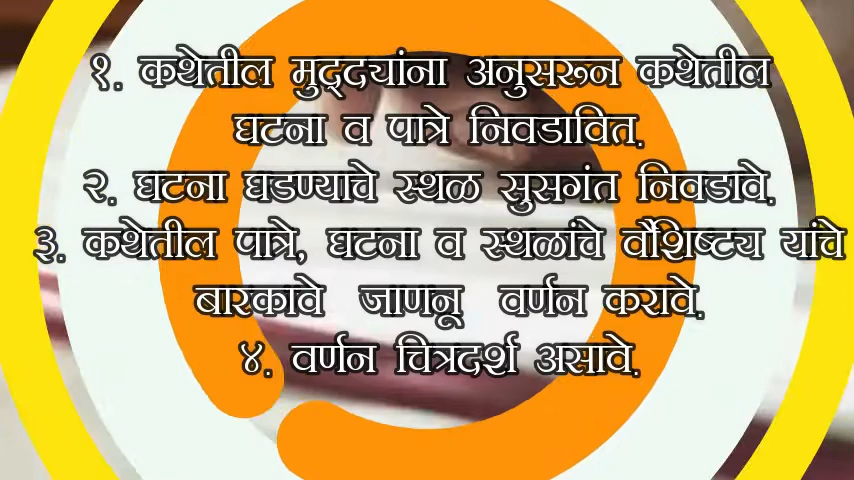 १. कथेतील मुद्द्यांना अनुसरून कथेतील
घटना व पात्रे निवडावित.
२. घटना घडण्याचे स्थळ सुसगंत निवडावे.
३. कथेतील पात्रे, घटना व स्थळांचे वौशिष्ट्य यांचे
बारकावे जाणनू वर्णन करावे.
४. वर्णन चित्रदर्श असावे.